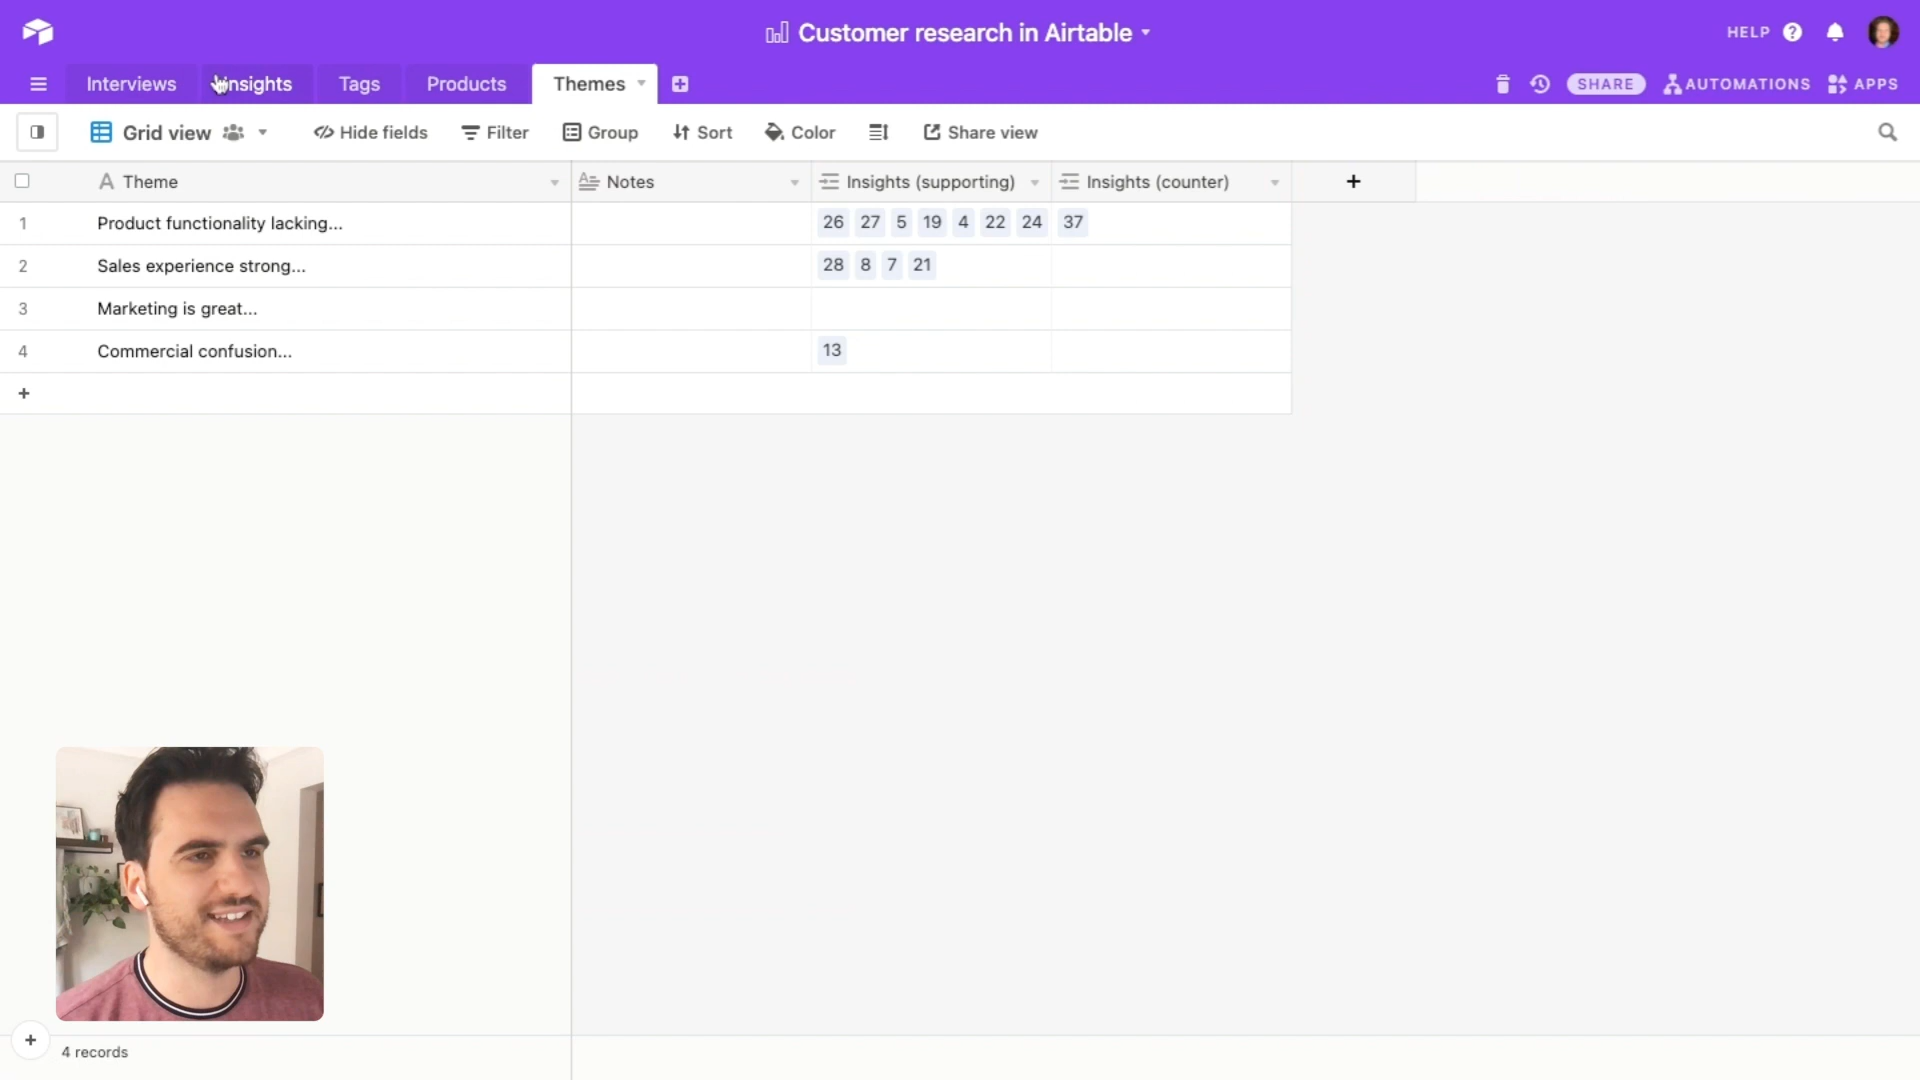 Customer research in Airtable
HELP
Interviews
Insights
Tags
Products
Themes
SHARE
AUTOMATIONS
APPS
Grid view
Hide fields
Filter
Group
Sort
Color
Share view
Theme
Notes
Insights (supporting)
Insights (counter)
1 Product functionality lacking... 26 27 5 19 4 22 24 37
2 Sales experience strong... 28 8 7 21
3 Marketing is great...
4 Commercial confusion... 13
4 records